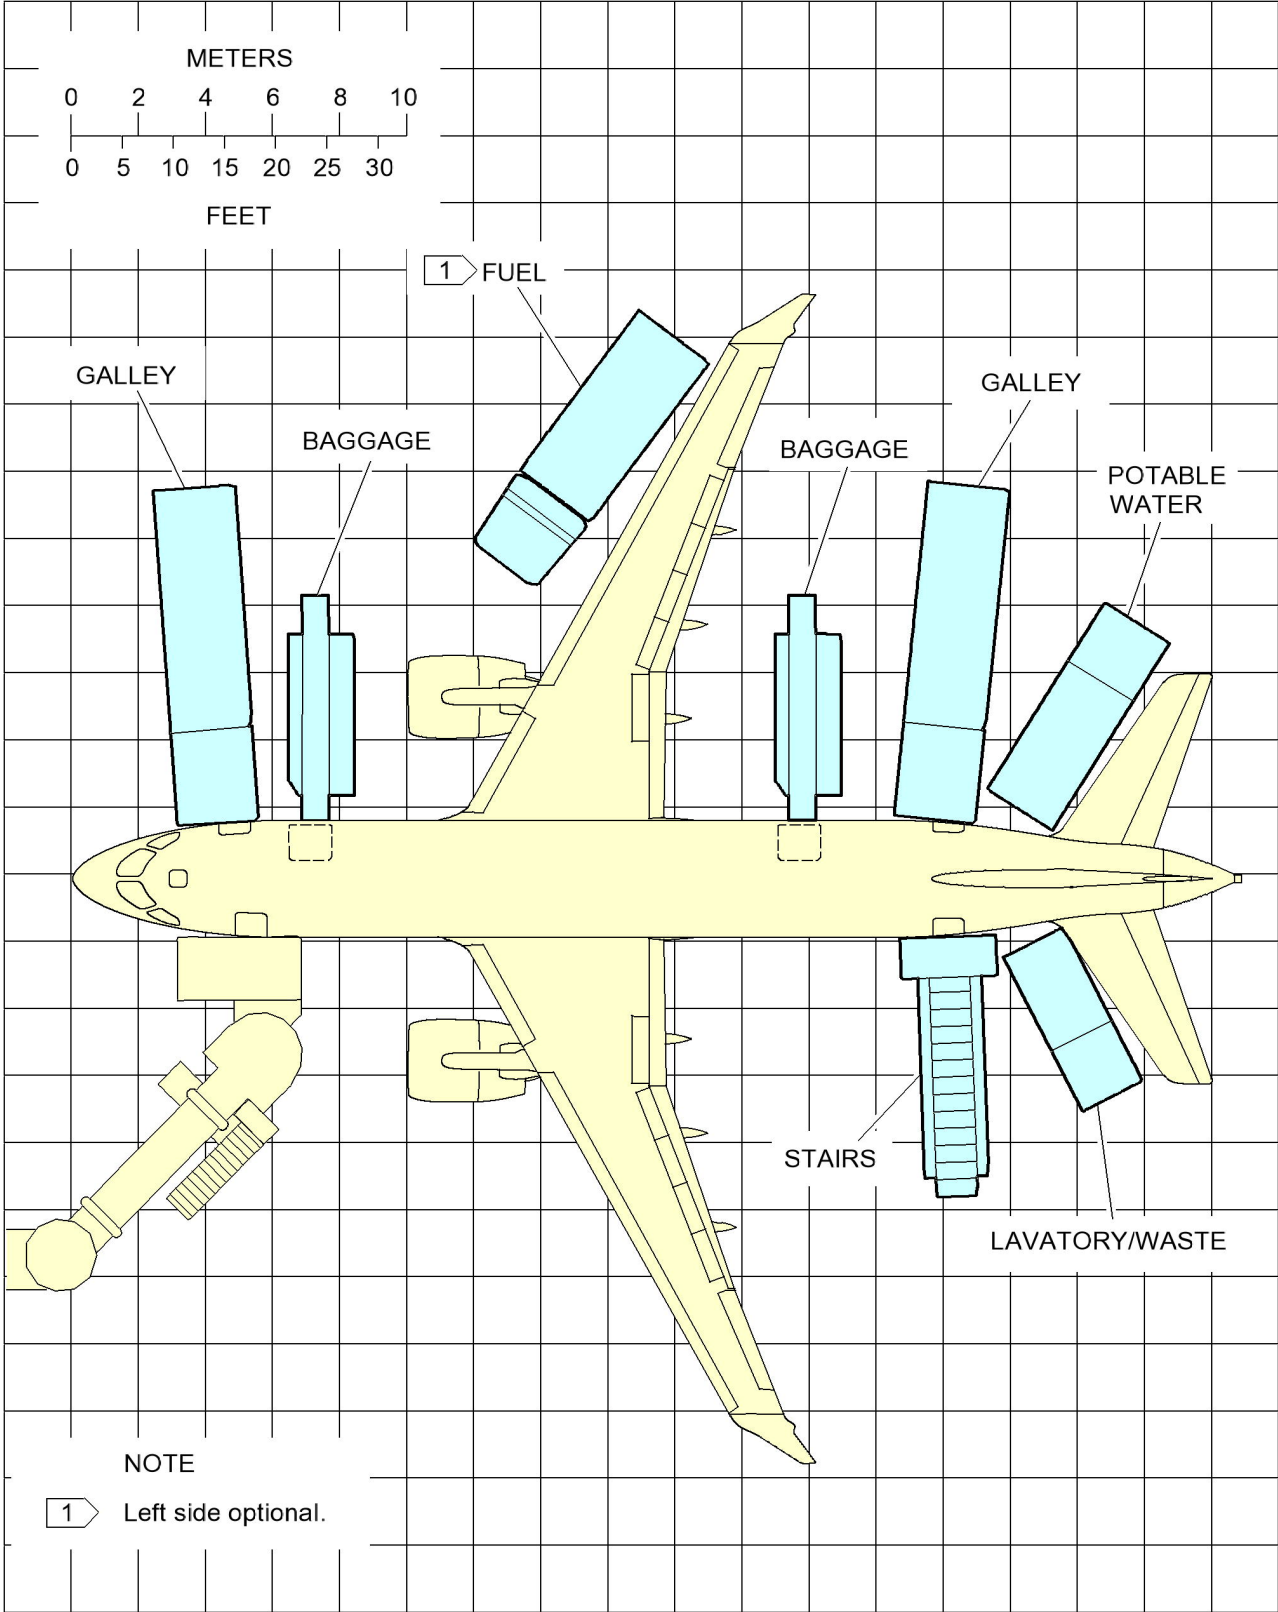 METERS
0 2 4 6 8 10
0 5 10 15 20 25 30
FEET
1 FUEL
GALLEY
GALLEY
BAGGAGE
BAGGAGE
POTABLE
WATER
STAIRS
LAVATORY/WASTE
NOTE
1 Left side optional.